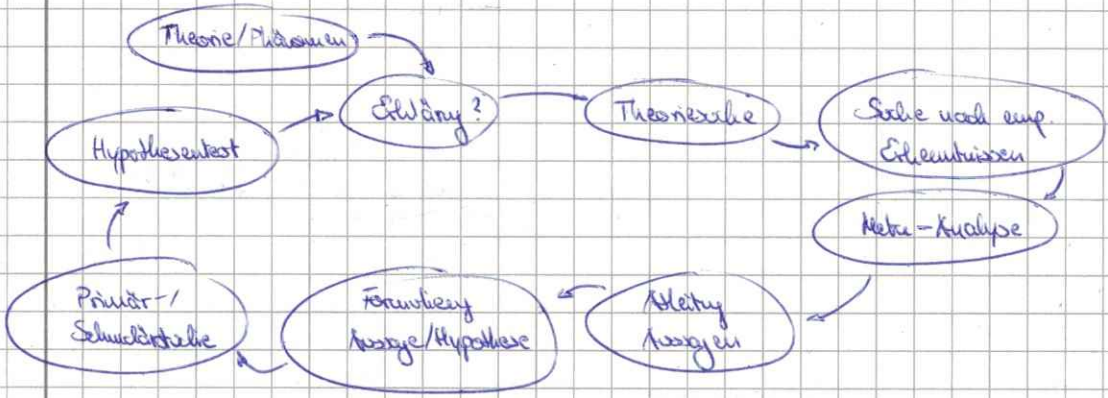 Theorie/Phänomen
Erklärung?
Theoriesuche
Suche nach emp.
Erkenntnissen
Hypothesentest
Meta-Analyse
Primär-/
Sekundärstudie
Formulierung
Aussage/Hypothese
Ableitung
Aussagen